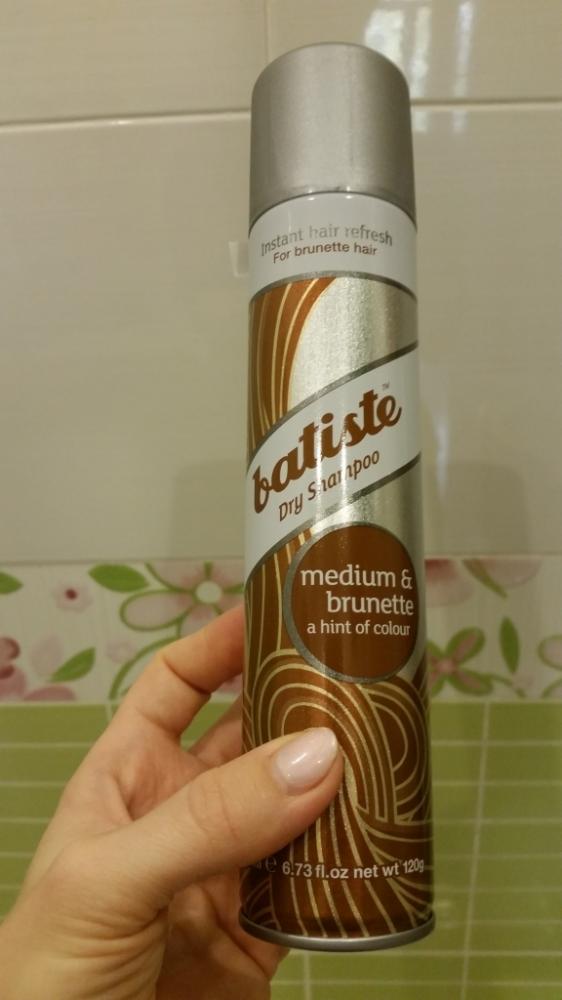 Instant hair refresh
For brunette hair
batiste™
Dry Shampoo
medium &
brunette
a hint of colour
e 6.73 fl.oz net wt 120g